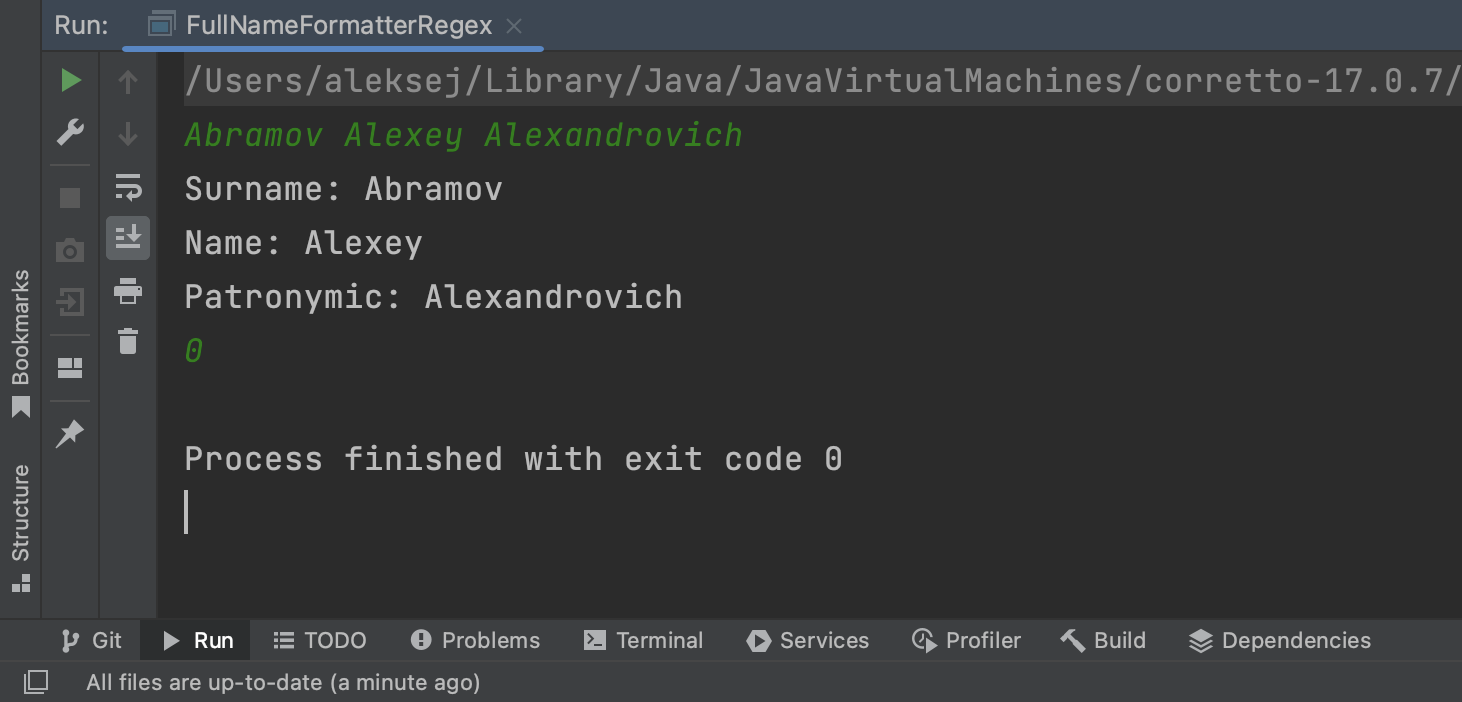 Run: FullNameFormatterRegex
/Users/aleksej/Library/Java/JavaVirtualMachines/corretto-17.0.7/
Abramov Alexey Alexandrovich
Surname: Abramov
Name: Alexey
Patronymic: Alexandrovich
0
Process finished with exit code 0
Bookmarks
Structure
Git Run TODO Problems Terminal Services Profiler Build Dependencies
All files are up-to-date (a minute ago)